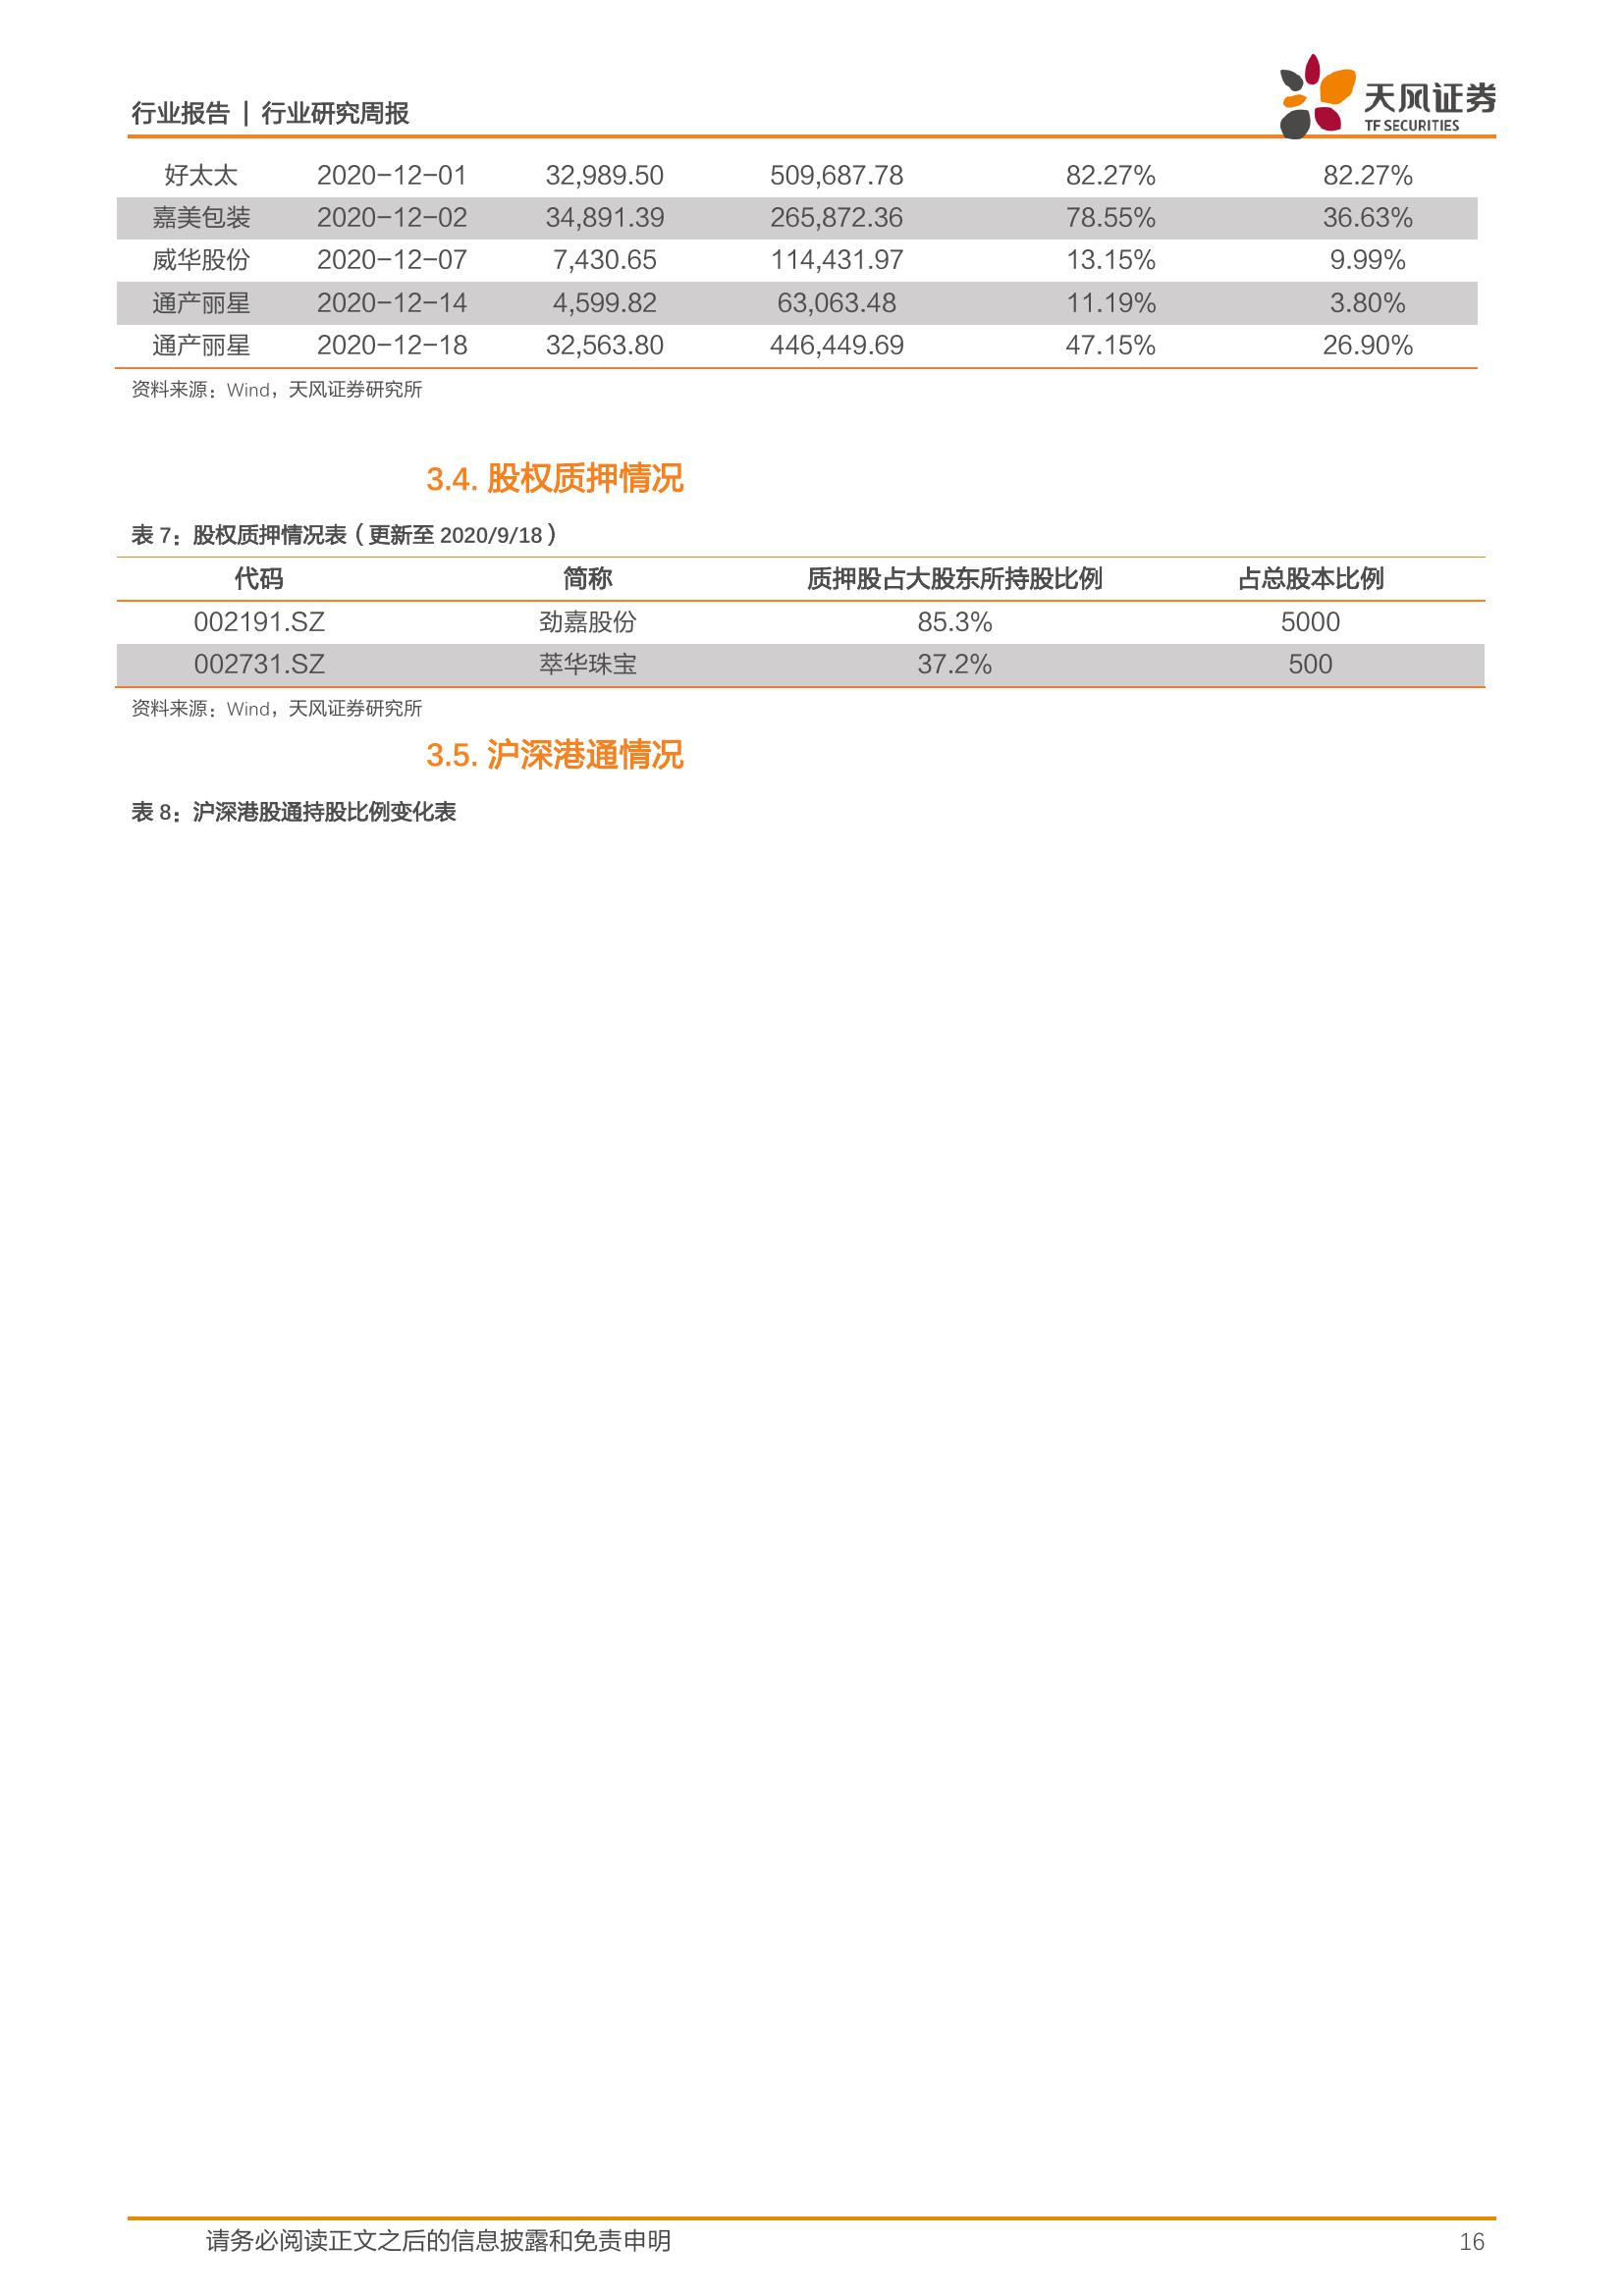 行业报告 | 行业研究周报
天风证券
TF SECURITIES
好太太 2020-12-01 32,989.50 509,687.78 82.27% 82.27%
嘉美包装 2020-12-02 34,891.39 265,872.36 78.55% 36.63%
威华股份 2020-12-07 7,430.65 114,431.97 13.15% 9.99%
通产丽星 2020-12-14 4,599.82 63,063.48 11.19% 3.80%
通产丽星 2020-12-18 32,563.80 446,449.69 47.15% 26.90%
资料来源：Wind，天风证券研究所
3.4. 股权质押情况
表 7：股权质押情况表（更新至 2020/9/18）
代码 简称 质押股占大股东所持股比例 占总股本比例
002191.SZ 劲嘉股份 85.3% 5000
002731.SZ 萃华珠宝 37.2% 500
资料来源：Wind，天风证券研究所
3.5. 沪深港通情况
表 8：沪深港股通持股比例变化表
请务必阅读正文之后的信息披露和免责申明 16